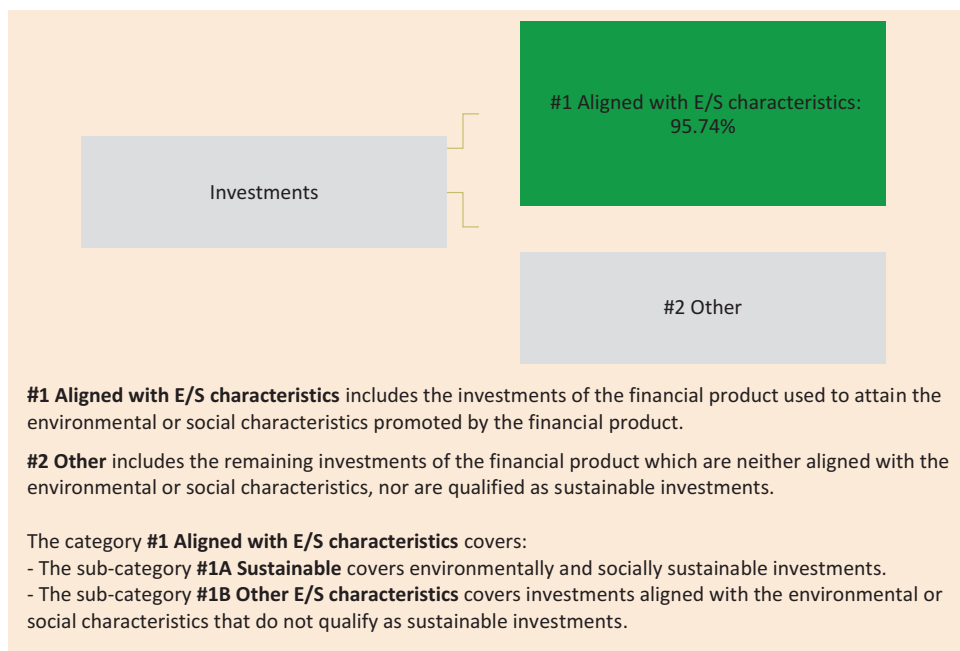 #1 Aligned with E/S characteristics:
95.74%
Investments
#2 Other
#1 Aligned with E/S characteristics includes the investments of the financial product used to attain the
environmental or social characteristics promoted by the financial product.
#2 Other includes the remaining investments of the financial product which are neither aligned with the
environmental or social characteristics, nor are qualified as sustainable investments.
The category #1 Aligned with E/S characteristics covers:
- The sub-category #1A Sustainable covers environmentally and socially sustainable investments.
- The sub-category #1B Other E/S characteristics covers investments aligned with the environmental or
social characteristics that do not qualify as sustainable investments.